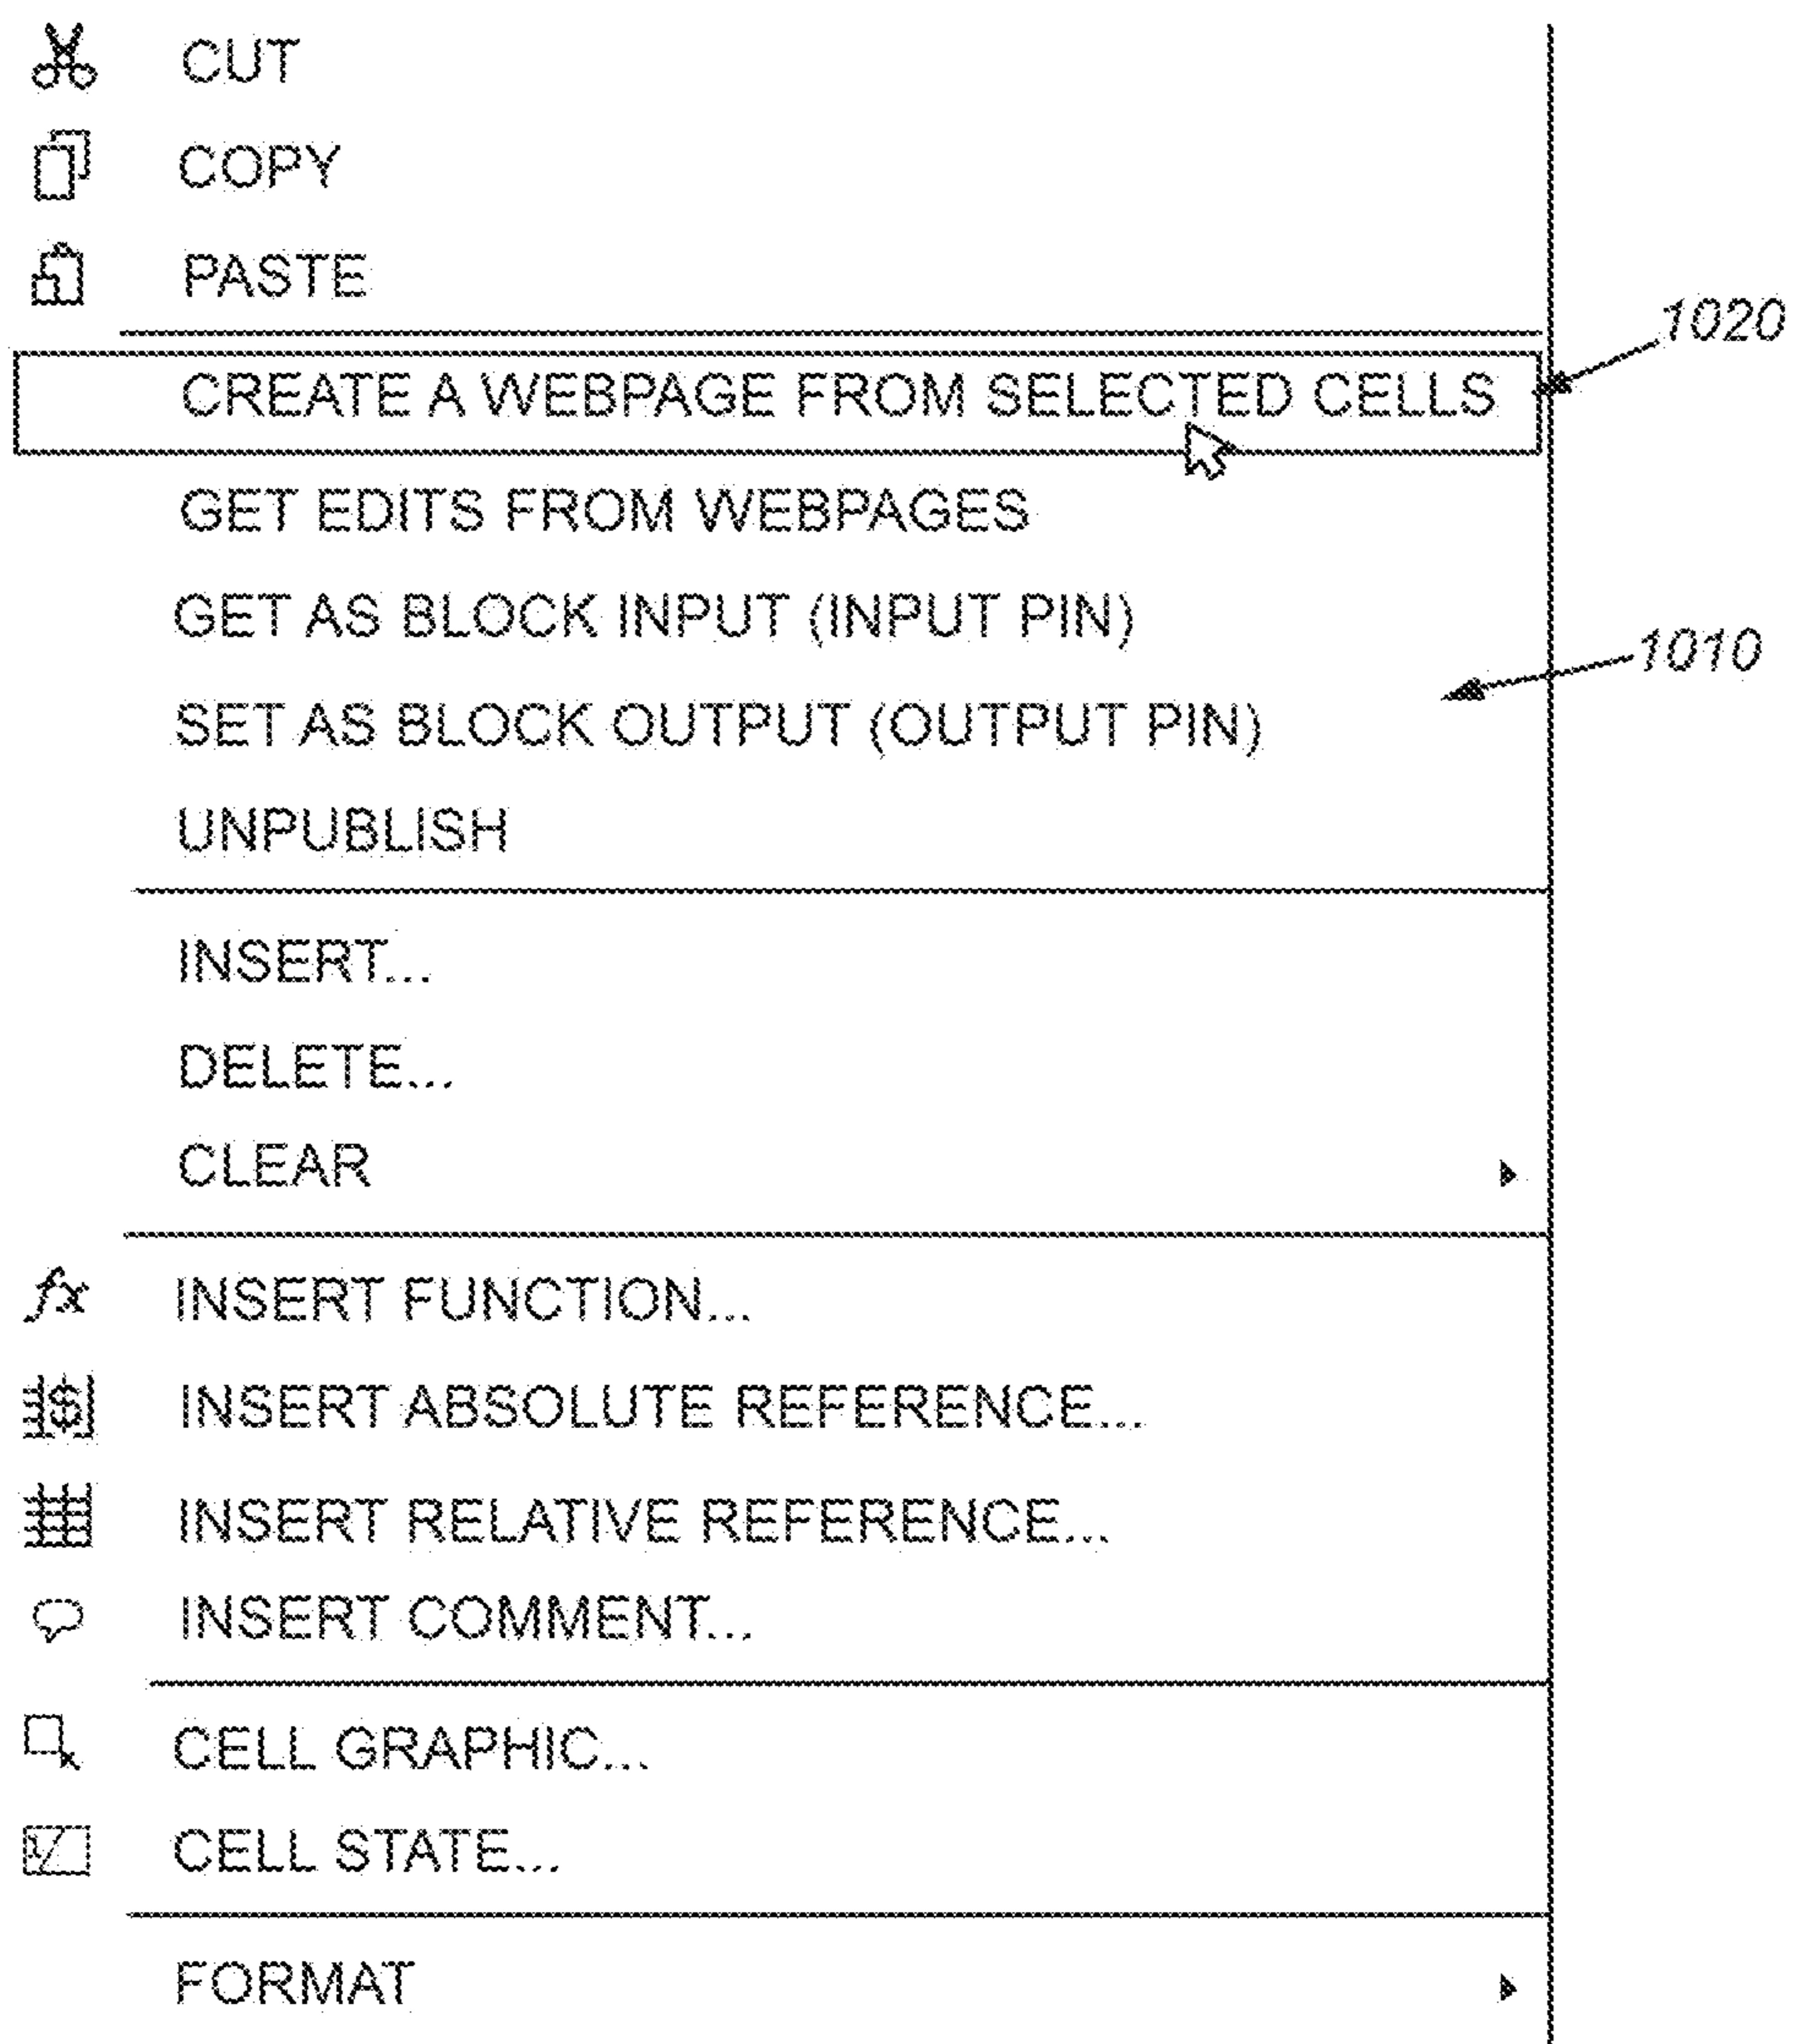 CUT
COPY
PASTE
1020
CREATE A WEBPAGE FROM SELECTED CELLS
GET EDITS FROM WEBPAGES
GET AS BLOCK INPUT (INPUT PIN)
1010
SET AS BLOCK OUTPUT (OUTPUT PIN)
UNPUBLISH
INSERT...
DELETE...
CLEAR
fx INSERT FUNCTION...
$ INSERT ABSOLUTE REFERENCE...
INSERT RELATIVE REFERENCE...
INSERT COMMENT...
CELL GRAPHIC...
CELL STATE...
FORMAT